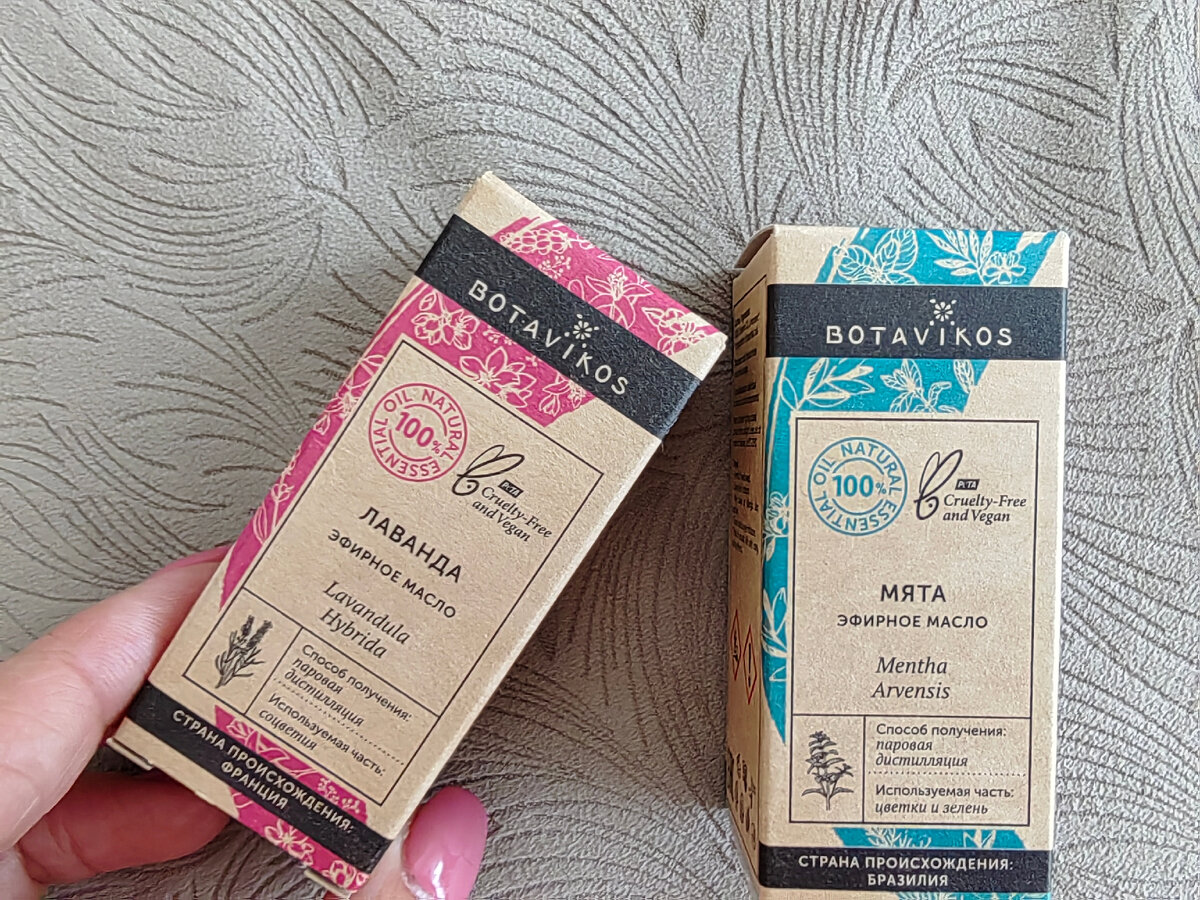 BOTAVIKOS
100%
NATURAL ESSENTIAL OIL
PETA
Cruelty-Free
and Vegan
ЛАВАНДА
ЭФИРНОЕ МАСЛО
Lavandula
Hybrida
Способ получения:
паровая
дистилляция
Используемая часть:
соцветия
СТРАНА ПРОИСХОЖДЕНИЯ:
ФРАНЦИЯ
BOTAVIKOS
100%
NATURAL ESSENTIAL OIL
PETA
Cruelty-Free
and Vegan
МЯТА
ЭФИРНОЕ МАСЛО
Mentha
Arvensis
Способ получения:
паровая
дистилляция
Используемая часть:
цветки и зелень
СТРАНА ПРОИСХОЖДЕНИЯ:
БРАЗИЛИЯ